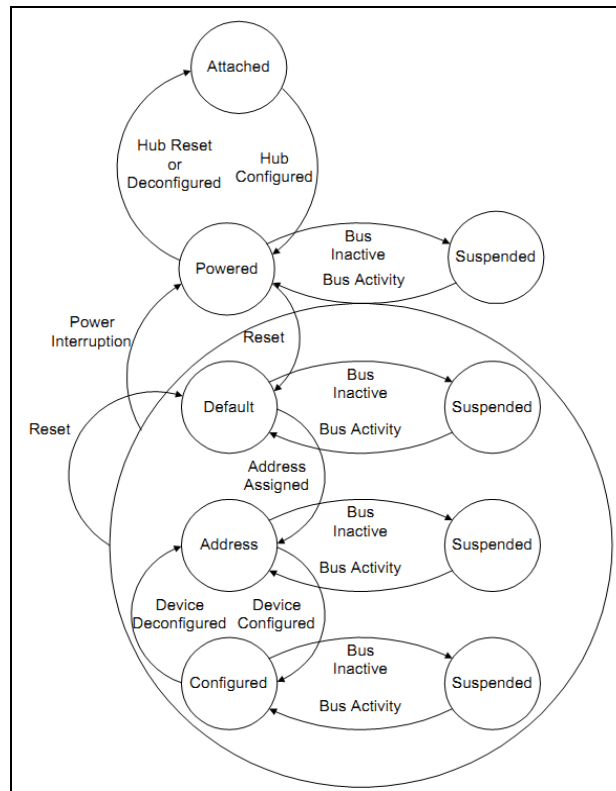 Attached
Hub Reset
or
Deconfigured
Hub
Configured
Powered
Bus
Inactive
Bus Activity
Suspended
Power
Interruption
Reset
Reset
Default
Bus
Inactive
Bus Activity
Suspended
Address
Assigned
Address
Bus
Inactive
Bus Activity
Suspended
Device
Deconfigured
Device
Configured
Configured
Bus
Inactive
Bus Activity
Suspended